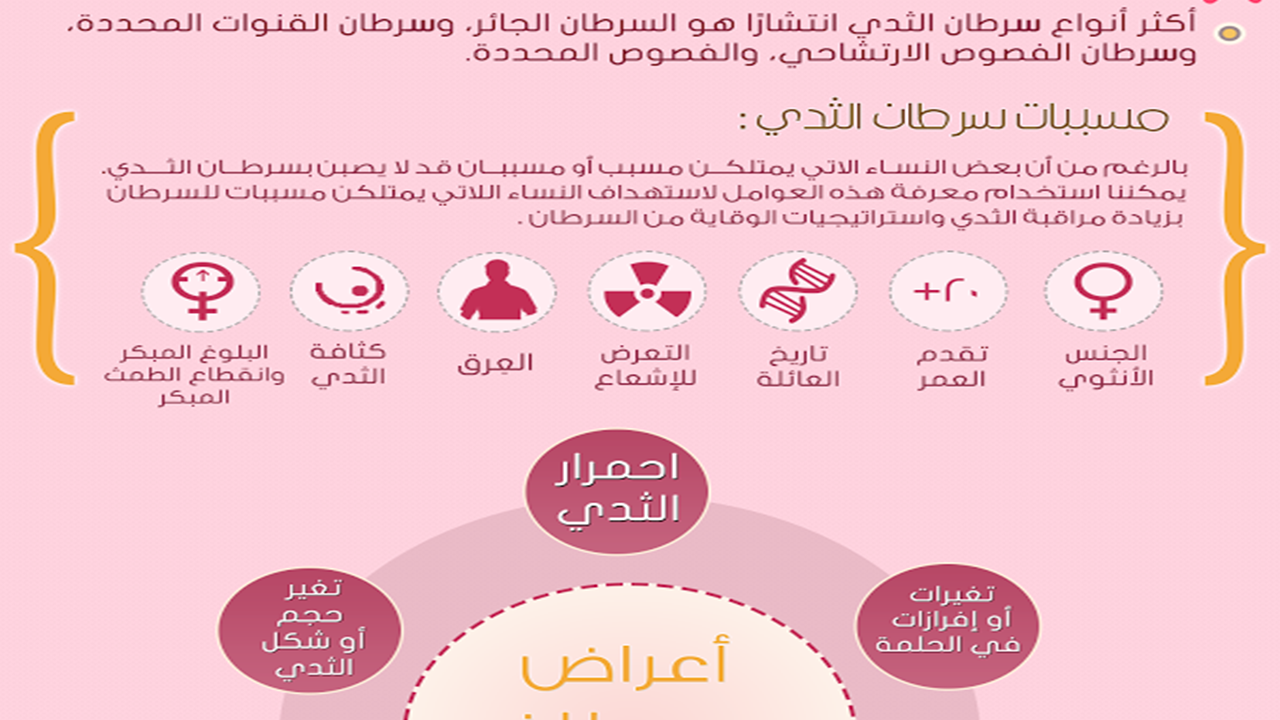 أكثر أنواع سرطان الثدي انتشارًا هو السرطان الجائر، وسرطان القنوات المحددة،
وسرطان الفصوص الارتشاحي، والفصوص المحددة.
مسببات سرطان الثدي :
بالرغم من أن بعض النساء الاتي يمتلكن مسبب أو مسببان قد لا يصبن بسرطان الثدي.
يمكننا استخدام معرفة هذه العوامل لاستهداف النساء اللاتي يمتلكن مسببات للسرطان
بزيادة مراقبة الثدي واستراتيجيات الوقاية من السرطان .
+٢٠
الجنس
الأنثوي
تقدم
العمر
تاريخ
العائلة
التعرض
للإشعاع
العِرق
كثافة
الثدي
البلوغ المبكر
وانقطاع الطمث
المبكر
احمرار
الثدي
تغيرات
أو إفرازات
في الحلمة
تغير
حجم
أو شكل
الثدي
أعراض